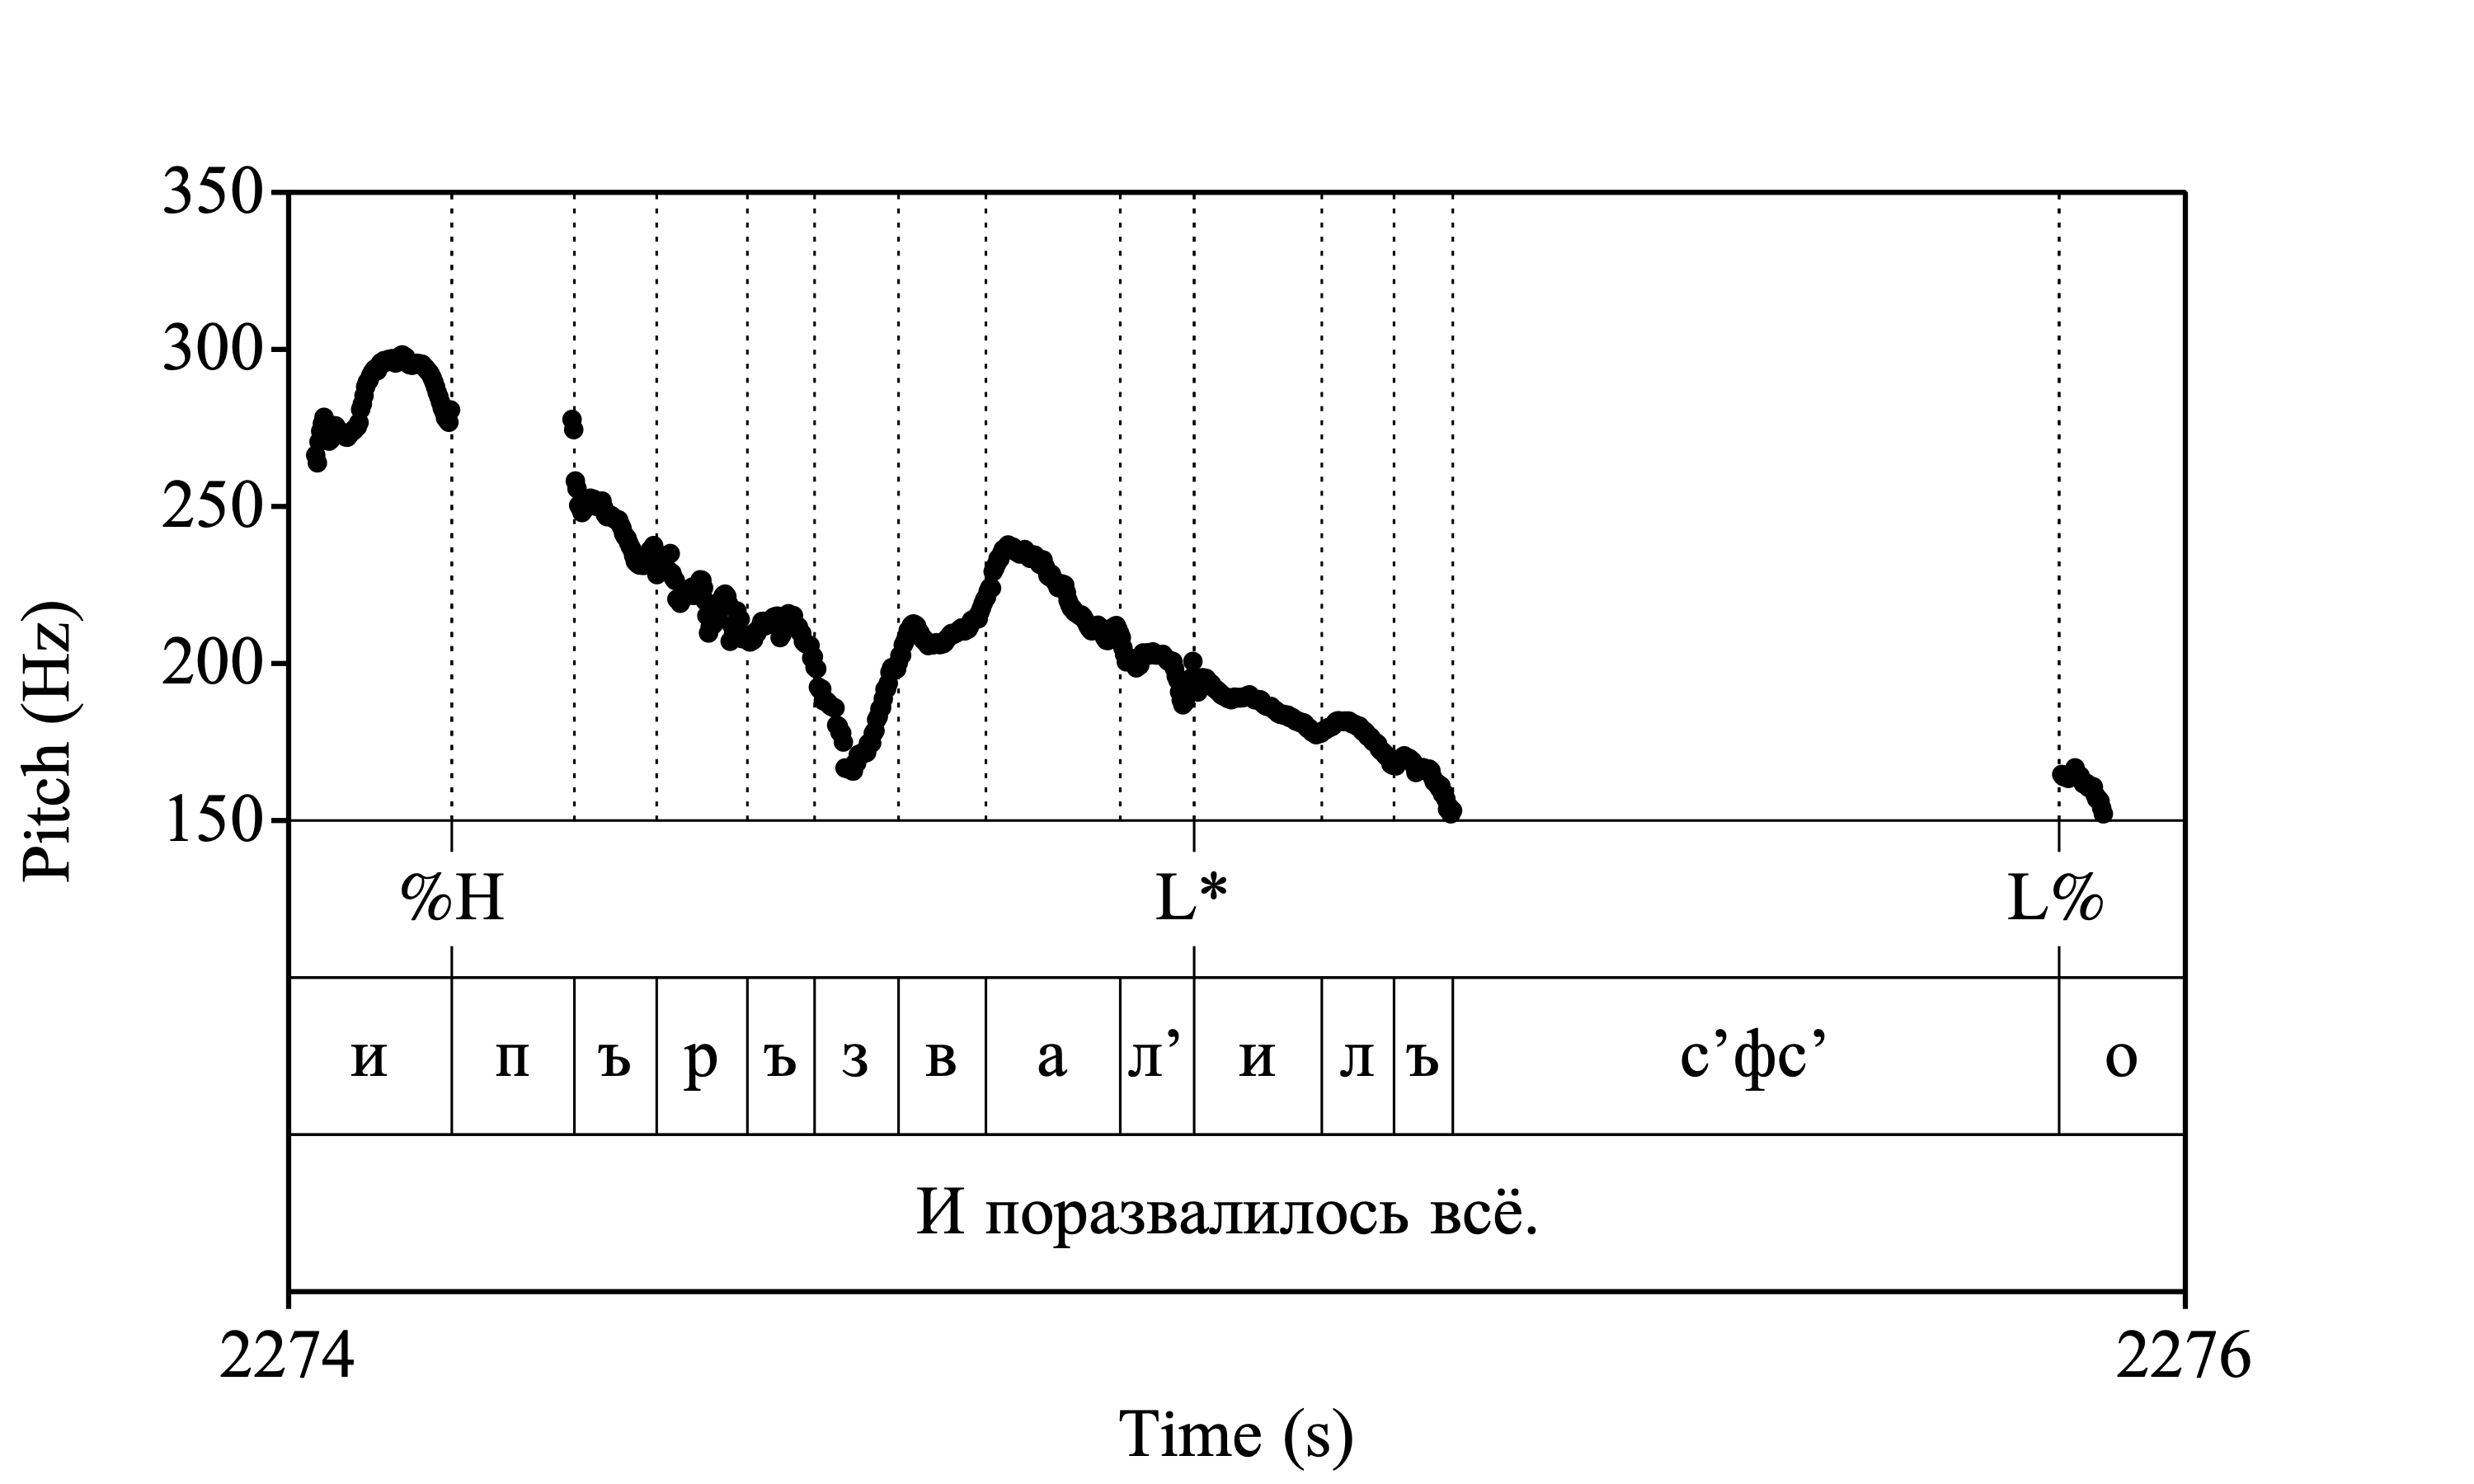 Pitch (Hz)
350
300
250
200
150
%H L* L%
и п ъ р ъ з в а л’ и л ъ с’фс’ о
И поразвалилось всё.
2274 2276
Time (s)